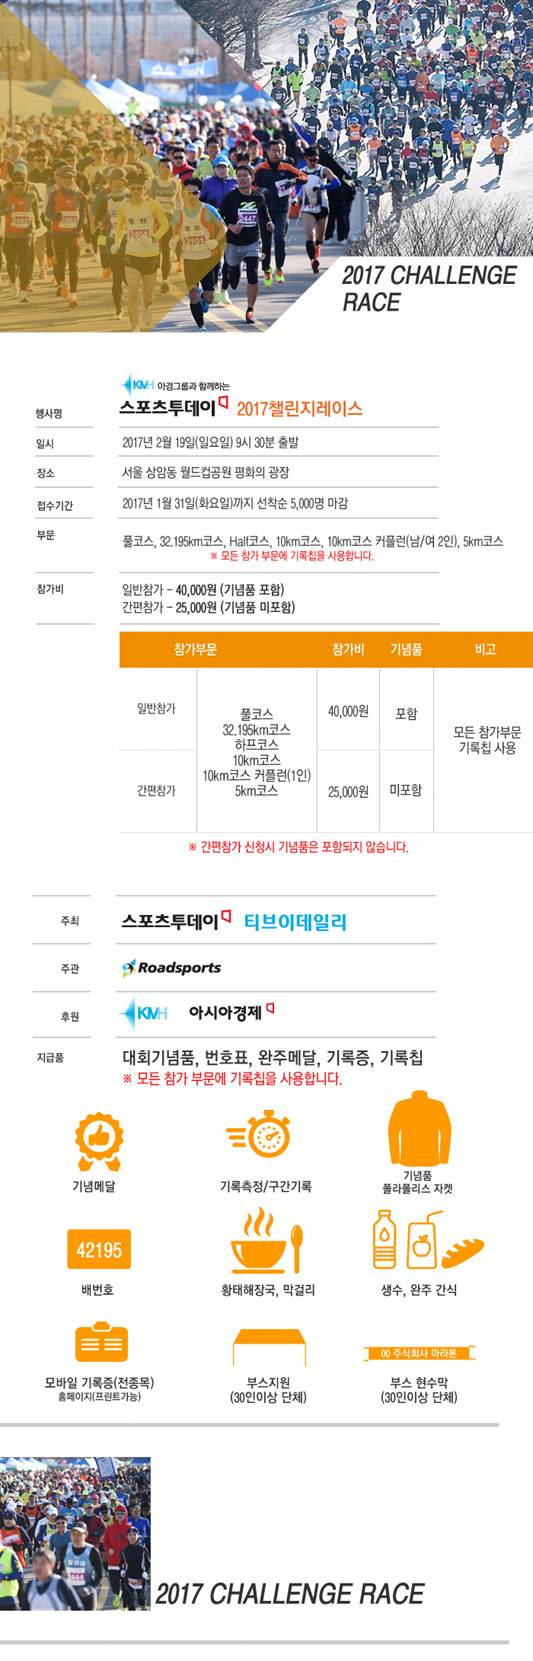 2017 CHALLENGE
RACE
KMH 아경그룹과 함께하는
행사명 스포츠투데이 2017챌린지레이스
일시 2017년 2월 19일(일요일) 9시 30분 출발
장소 서울 상암동 월드컵공원 평화의 광장
접수기간 2017년 1월 31일(화요일)까지 선착순 5,000명 마감
부문 풀코스, 32.195km코스, Half코스, 10km코스, 10km코스 커플런(남/여 2인), 5km코스
※ 모든 참가 부문에 기록칩을 사용합니다.
참가비 일반참가 - 40,000원 (기념품 포함)
간편참가 - 25,000원 (기념품 미포함)
참가부문 참가비 기념품 비고
일반참가 40,000원 포함
풀코스
32.195km코스
하프코스
10km코스
10km코스 커플런(1인)
5km코스
모든 참가부문
기록칩 사용
간편참가 25,000원 미포함
※ 간편참가 신청시 기념품은 포함되지 않습니다.
주최 스포츠투데이 티브이데일리
주관 Roadsports
후원 KMH 아시아경제
지급품 대회기념품, 번호표, 완주메달, 기록증, 기록칩
※ 모든 참가 부문에 기록칩을 사용합니다.
기념메달
기록측정/구간기록
기념품
폴라폴리스 자켓
42195
배번호
황태해장국, 막걸리
생수, 완주 간식
모바일 기록증(전종목)
홈페이지(프린트가능)
부스지원
(30인이상 단체)
00 주식회사 마라톤
부스 현수막
(30인이상 단체)
2017 CHALLENGE RACE
2447